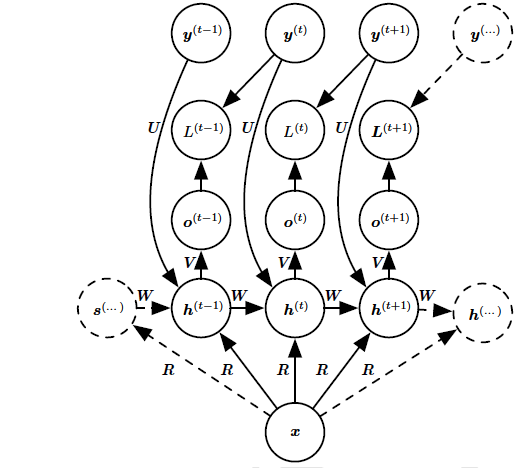 y^(t−1) y^(t) y^(t+1) y^(...)
U L^(t−1) U L^(t) U L^(t+1)
o^(t−1) o^(t) o^(t+1)
V V V
W W W W
s^(...) h^(t−1) h^(t) h^(t+1) h^(...)
R R R R R
x